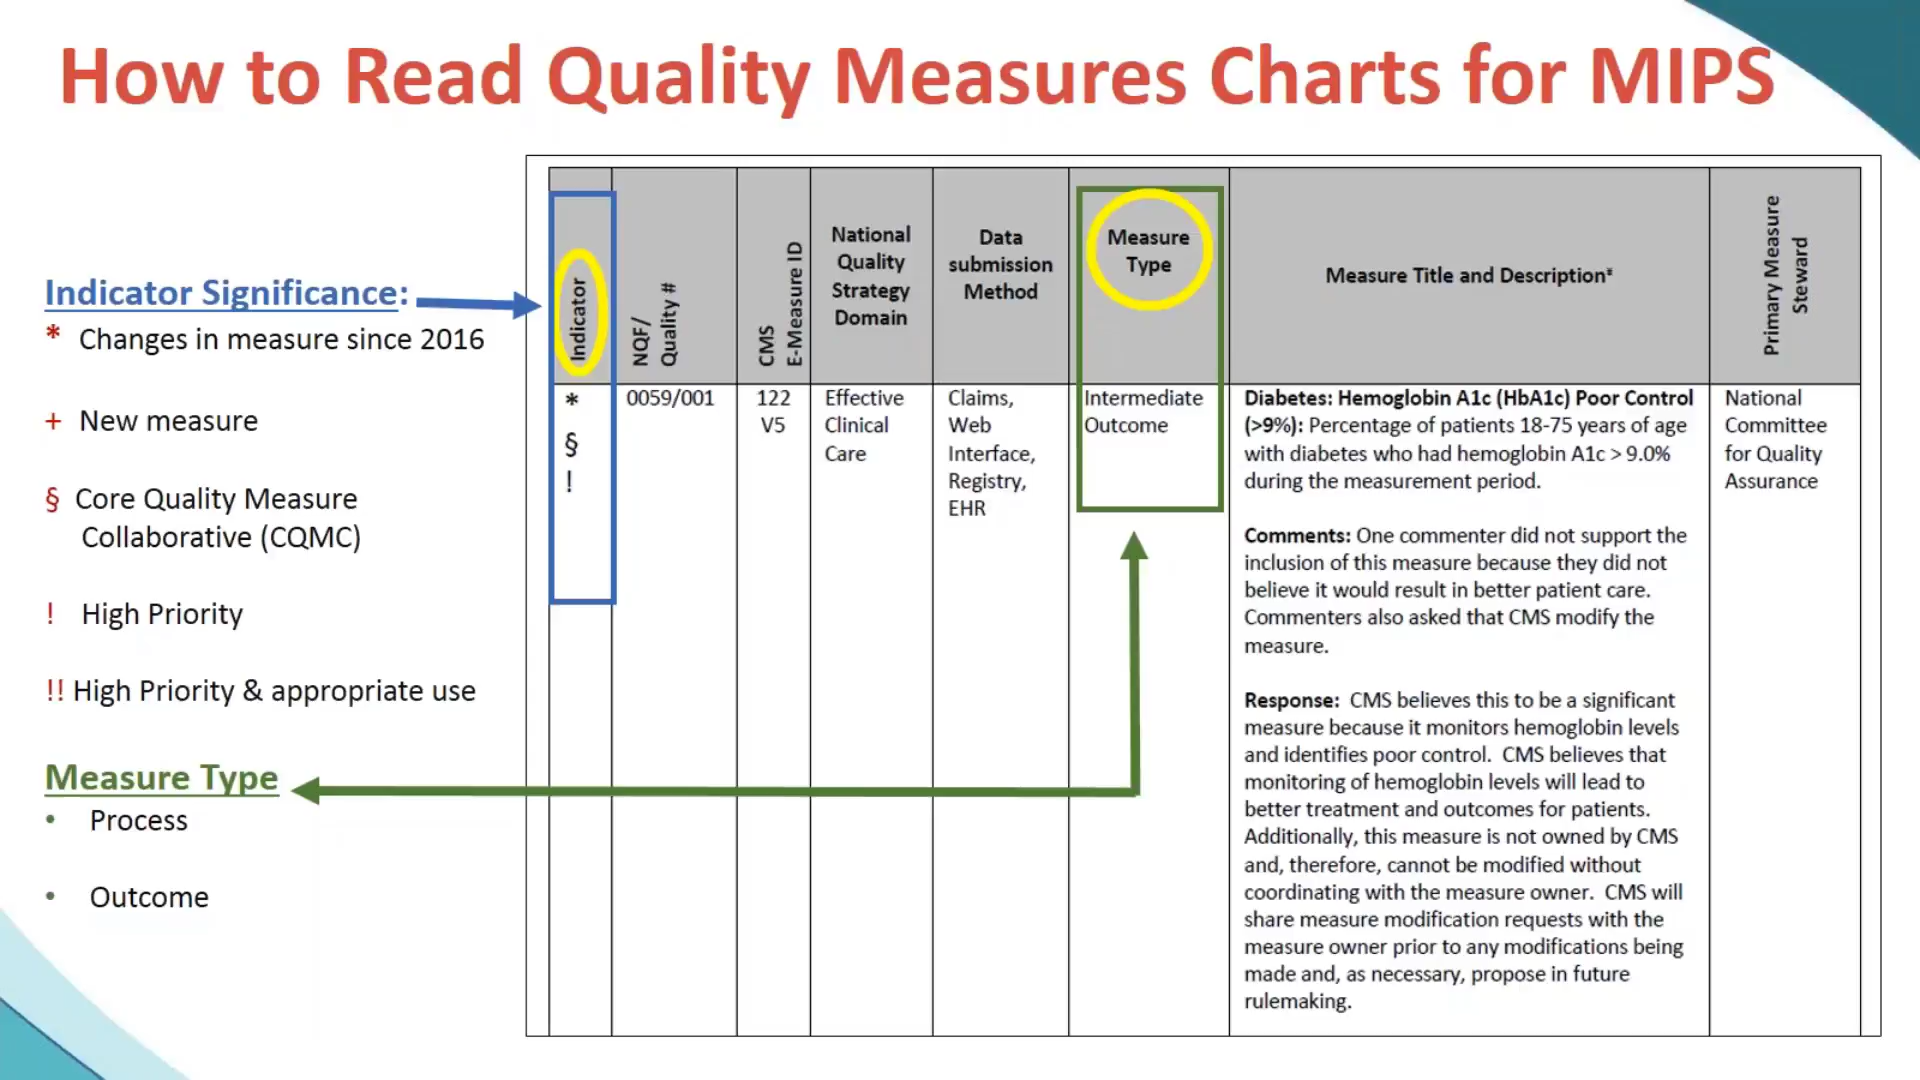 How to Read Quality Measures Charts for MIPS
Indicator Significance:
* Changes in measure since 2016
+ New measure
§ Core Quality Measure
Collaborative (CQMC)
! High Priority
!! High Priority & appropriate use
Measure Type
• Process
• Outcome
Indicator
NQF/
Quality #
CMS
E-Measure ID
National
Quality
Strategy
Domain
Data
submission
Method
Measure
Type
Measure Title and Description¥
Primary Measure
Steward
*
§
!
0059/001
122
V5
Effective
Clinical
Care
Claims,
Web
Interface,
Registry,
EHR
Intermediate
Outcome
Diabetes: Hemoglobin A1c (HbA1c) Poor Control
(>9%): Percentage of patients 18-75 years of age
with diabetes who had hemoglobin A1c > 9.0%
during the measurement period.
Comments: One commenter did not support the
inclusion of this measure because they did not
believe it would result in better patient care.
Commenters also asked that CMS modify the
measure.
Response: CMS believes this to be a significant
measure because it monitors hemoglobin levels
and identifies poor control. CMS believes that
monitoring of hemoglobin levels will lead to
better treatment and outcomes for patients.
Additionally, this measure is not owned by CMS
and, therefore, cannot be modified without
coordinating with the measure owner. CMS will
share measure modification requests with the
measure owner prior to any modifications being
made and, as necessary, propose in future
rulemaking.
National
Committee
for Quality
Assurance